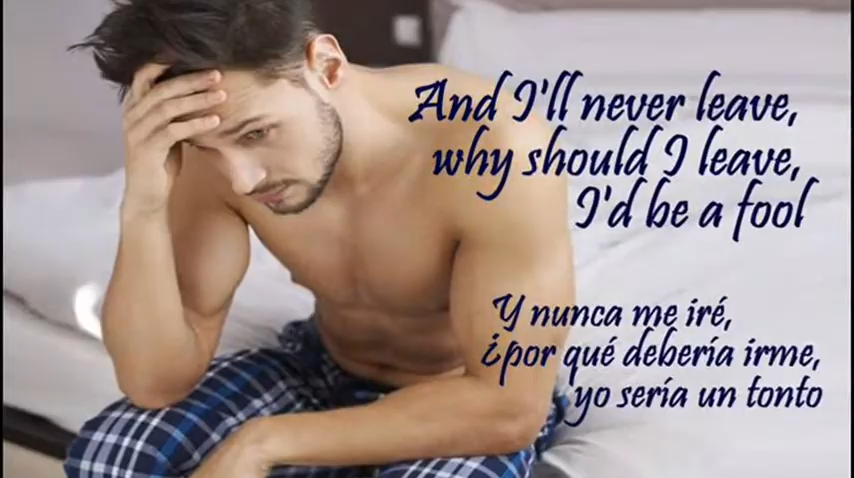 And I'll never leave,
why should I leave,
I'd be a fool
Y nunca me iré,
¿por qué debería irme,
yo sería un tonto